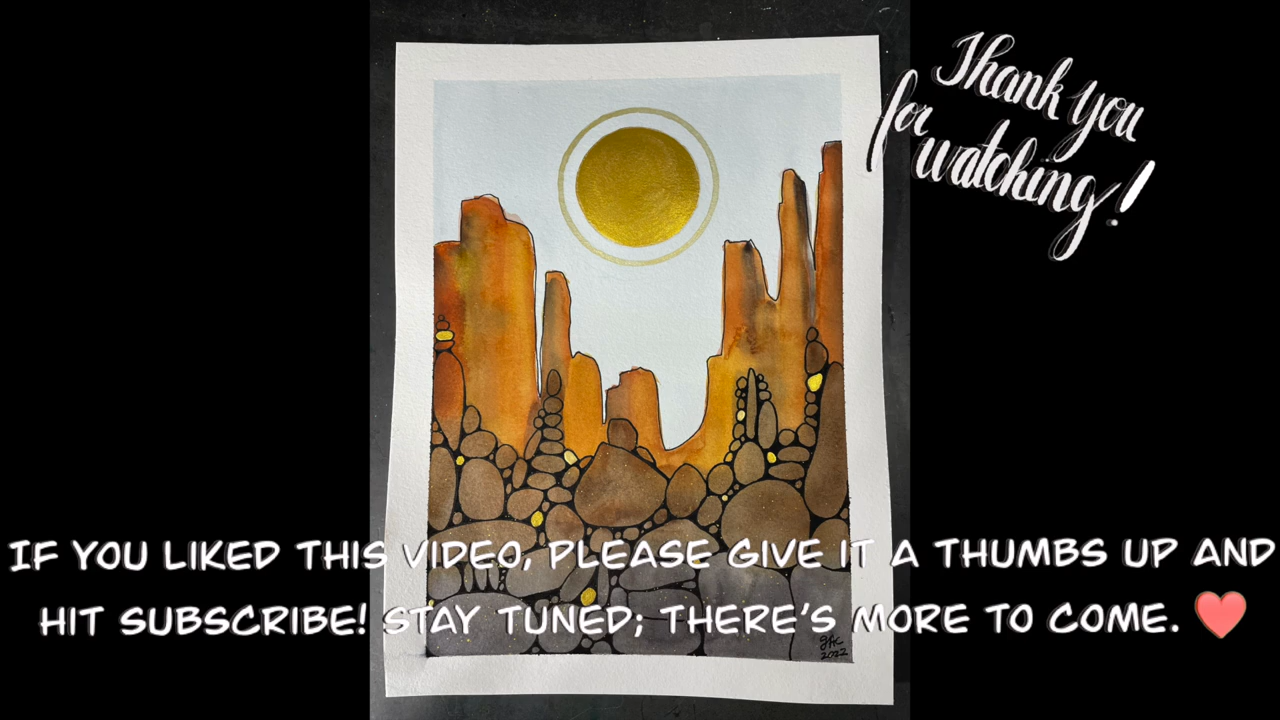 Thank you
for
watching!
IF YOU LIKED THIS VIDEO, PLEASE GIVE IT A THUMBS UP AND
HIT SUBSCRIBE! STAY TUNED; THERE'S MORE TO COME. ❤️
2022